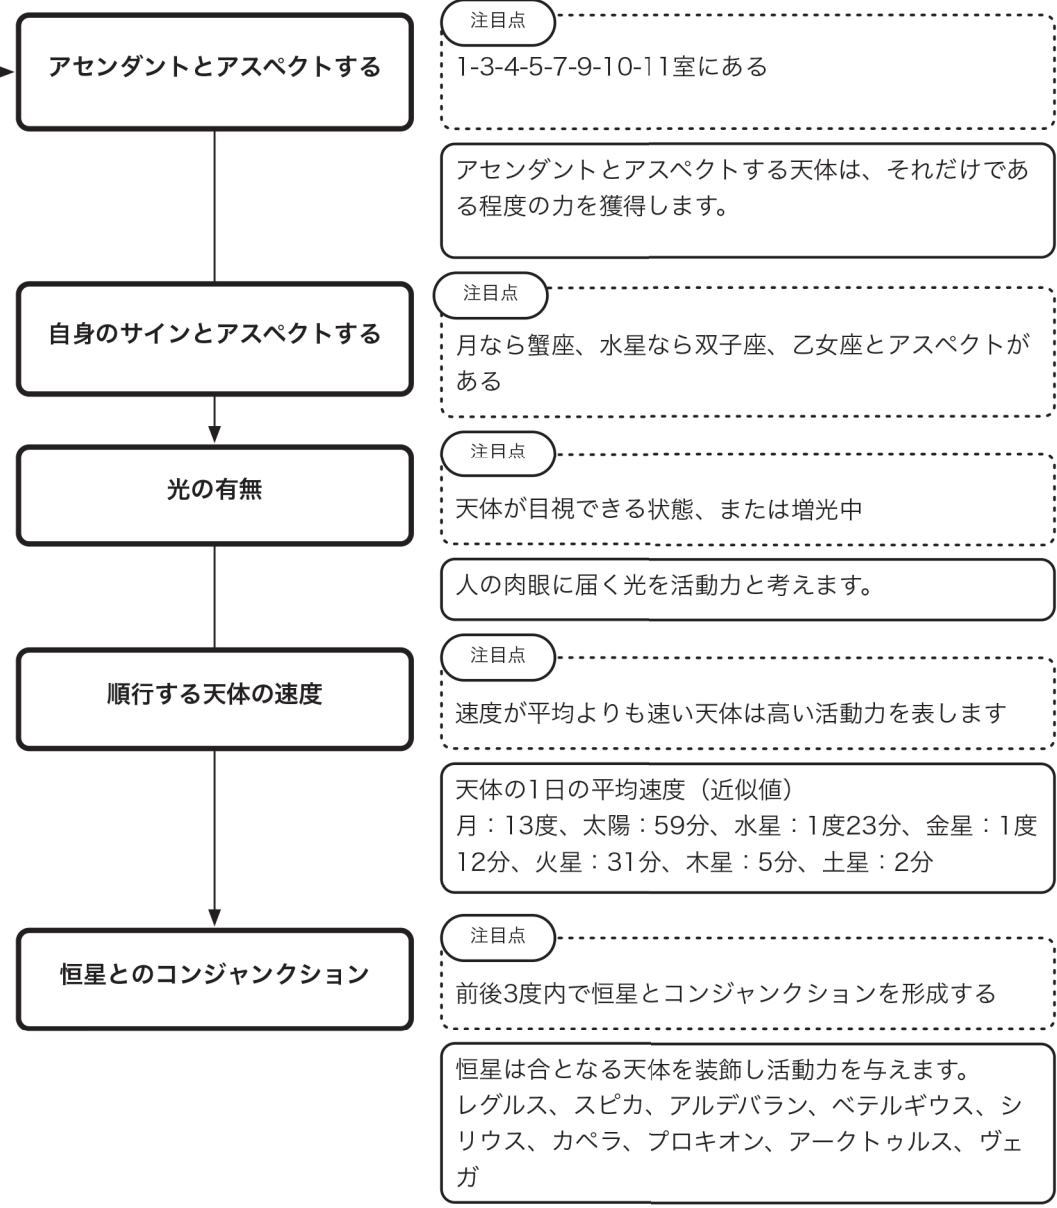 アセンダントとアスペクトする
注目点
1-3-4-5-7-9-10-11室にある
アセンダントとアスペクトする天体は、それだけであ
る程度の力を獲得します。
自身のサインとアスペクトする
注目点
月なら蟹座、水星なら双子座、乙女座とアスペクトが
ある
光の有無
注目点
天体が目視できる状態、または増光中
人の肉眼に届く光を活動力と考えます。
順行する天体の速度
注目点
速度が平均よりも速い天体は高い活動力を表します
天体の1日の平均速度（近似値）
月：13度、太陽：59分、水星：1度23分、金星：1度
12分、火星：31分、木星：5分、土星：2分
恒星とのコンジャンクション
注目点
前後3度内で恒星とコンジャンクションを形成する
恒星は合となる天体を装飾し活動力を与えます。
レグルス、スピカ、アルデバラン、ベテルギウス、シ
リウス、カペラ、プロキオン、アークトゥルス、ヴェ
ガ